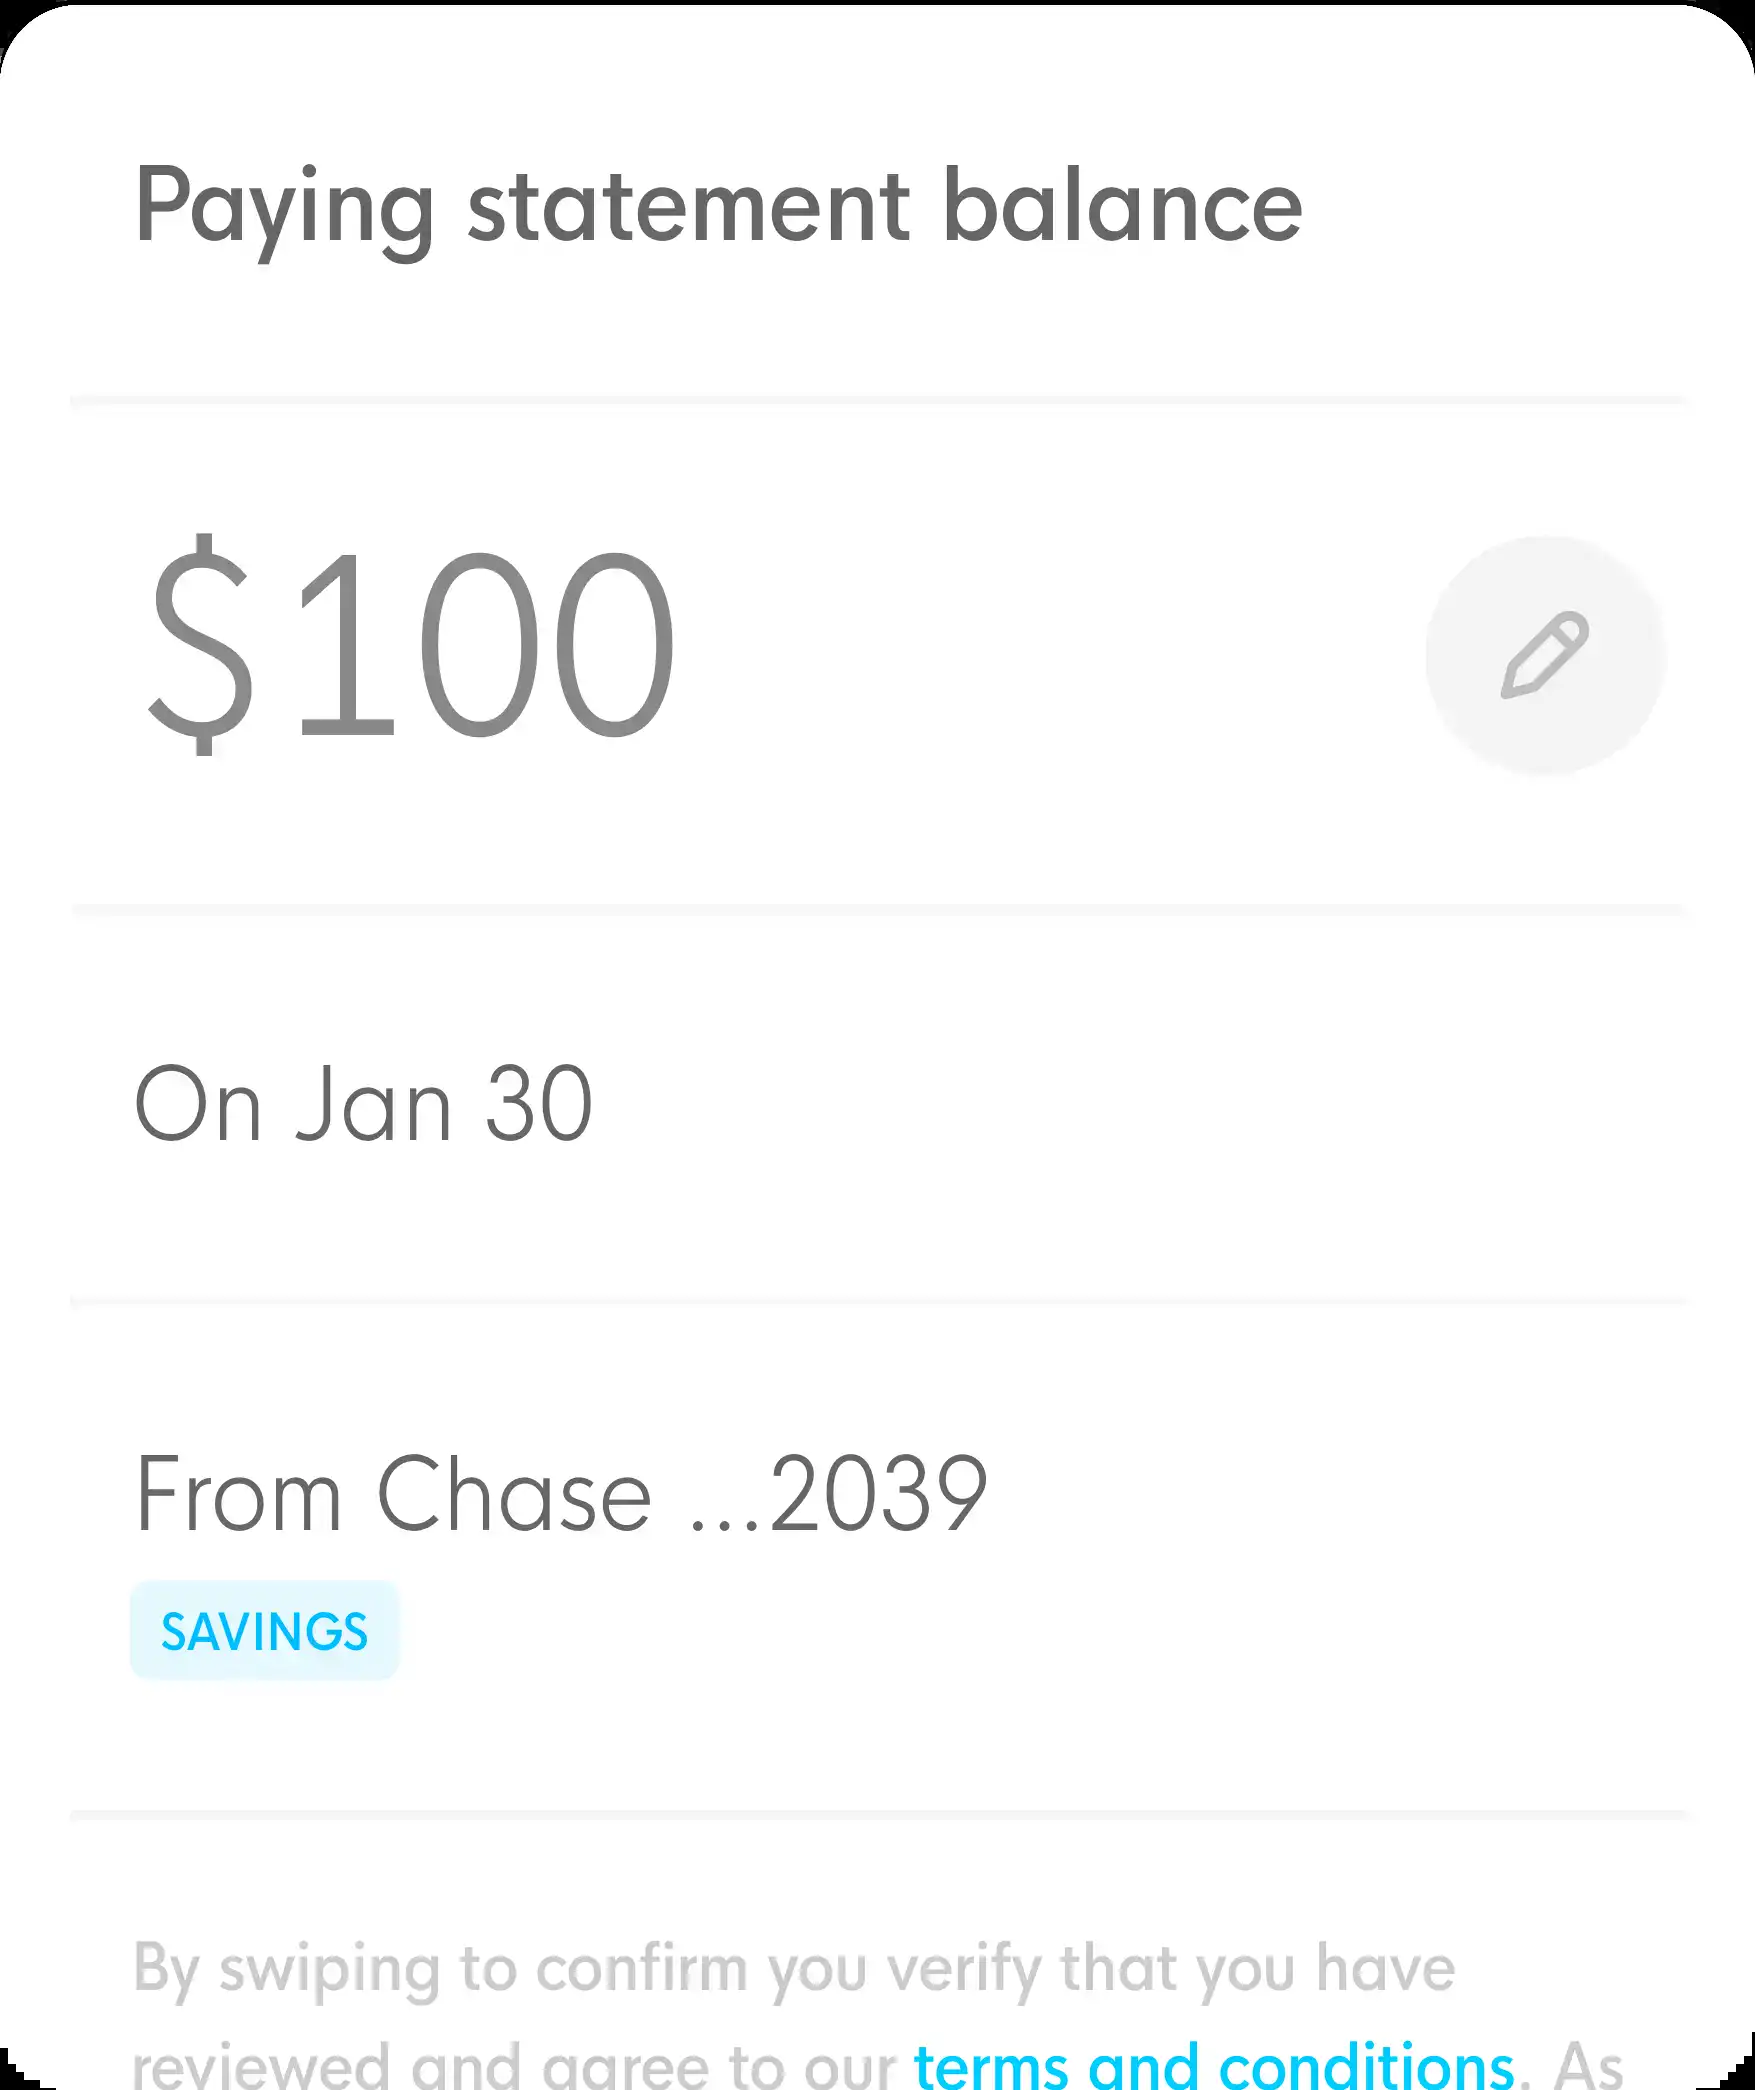 Paying statement balance
$100
On Jan 30
From Chase ...2039
SAVINGS
By swiping to confirm you verify that you have
reviewed and agree to our terms and conditions. As